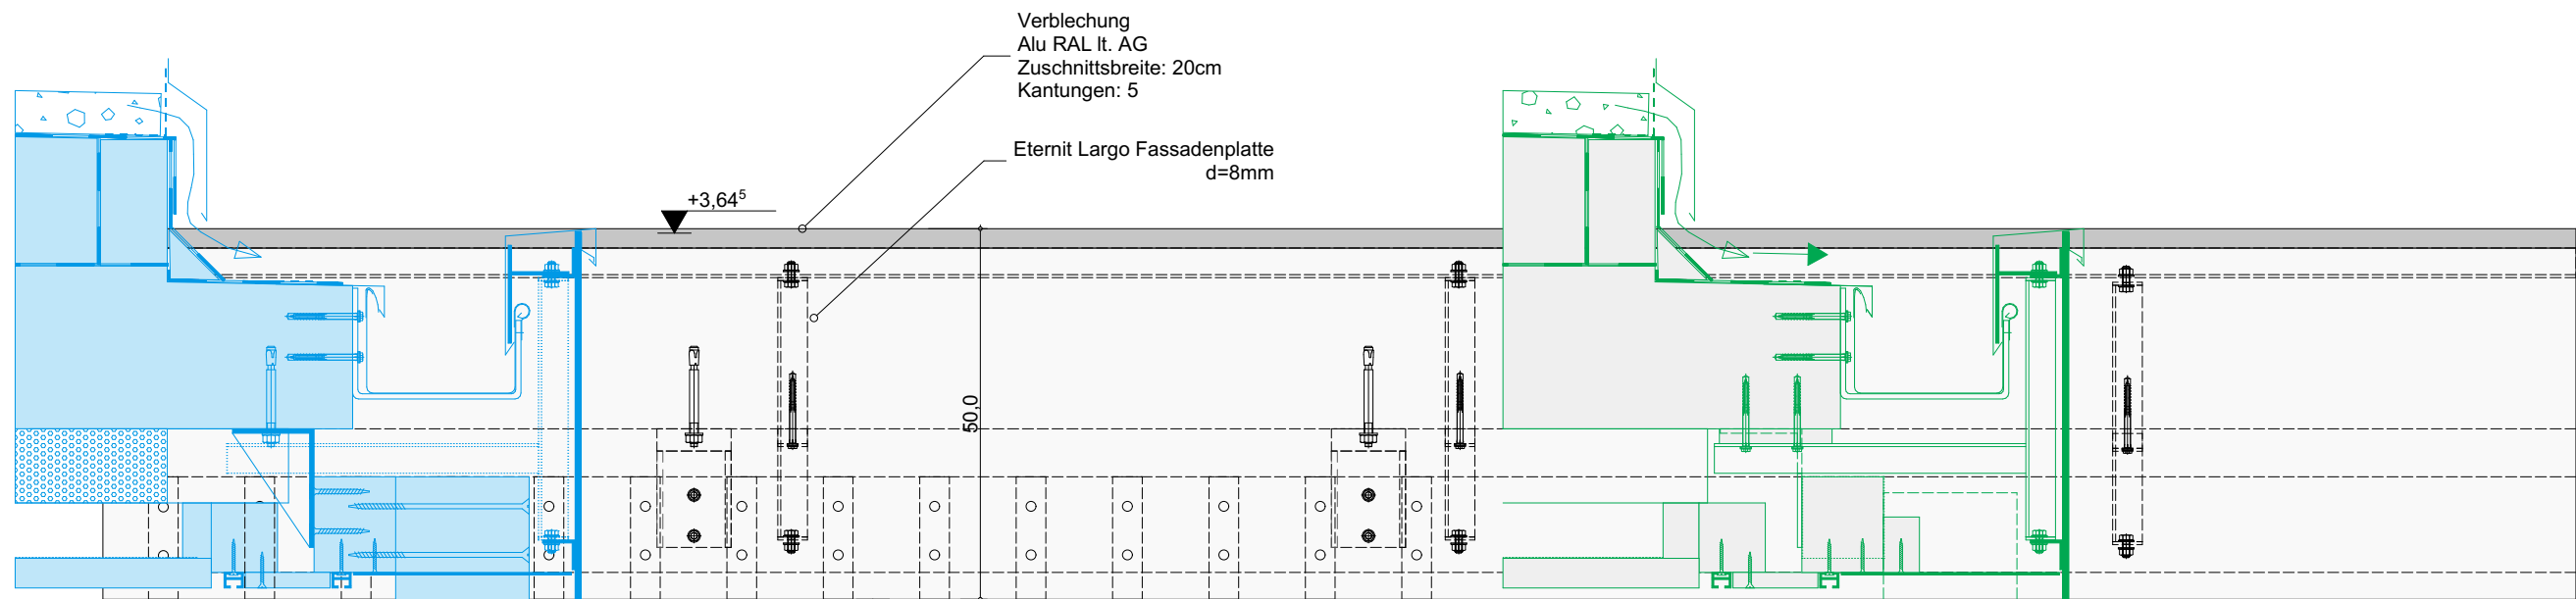 Verblechung
Alu RAL lt. AG
Zuschnittsbreite: 20cm
Kantungen: 5
Eternit Largo Fassadenplatte
d=8mm
+3,64⁵
50,0